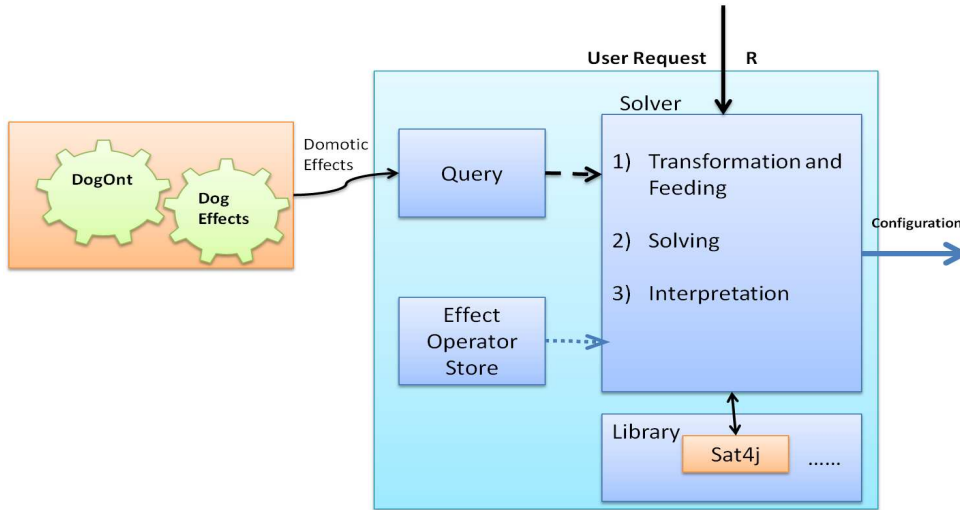 User Request R
Solver
Domotic
Effects
DogOnt
Dog
Effects
Query
1) Transformation and
Feeding
2) Solving
3) Interpretation
Configuration
Effect
Operator
Store
Library
Sat4j
......